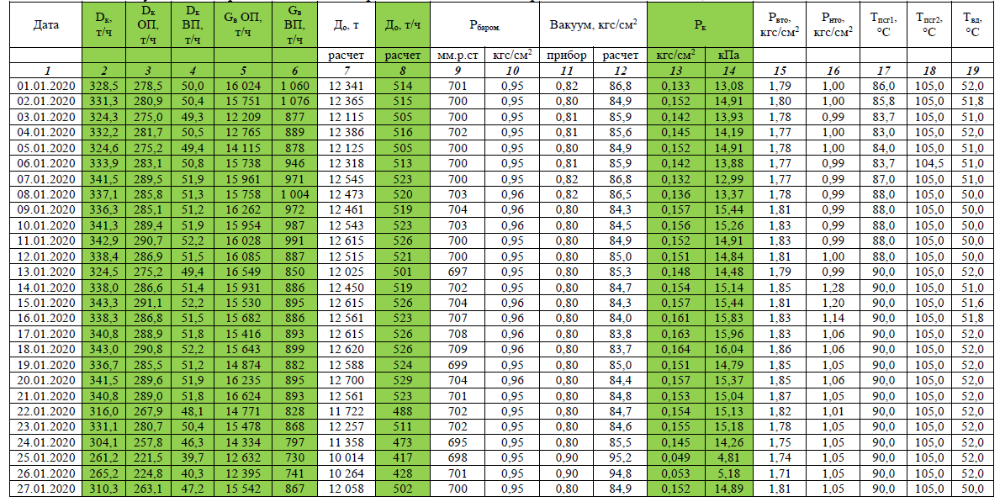 Дата Dк, т/ч Dк ОП, т/ч Dк ВП, т/ч Gв ОП, т/ч Gв ВП, т/ч Д₀, т Д₀, т/ч Pбаром. Вакуум, кгс/см² Pк Pвто, кгс/см² Pнто, кгс/см² Тпсг1, °С Тпсг2, °С Твд, °С
расчет расчет мм.р.ст кгс/см² прибор расчет кгс/см² кПа
1 2 3 4 5 6 7 8 9 10 11 12 13 14 15 16 17 18 19
01.01.2020 328,5 278,5 50,0 16 024 1 060 12 341 514 701 0,95 0,82 86,8 0,133 13,08 1,79 1,00 86,0 105,0 52,0
02.01.2020 331,3 280,9 50,4 15 751 1 076 12 365 515 700 0,95 0,80 84,9 0,152 14,91 1,80 1,00 85,8 105,0 51,8
03.01.2020 324,3 275,0 49,3 12 209 877 12 115 505 700 0,95 0,81 85,9 0,142 13,93 1,78 0,99 83,7 105,0 51,0
04.01.2020 332,2 281,7 50,5 12 765 889 12 386 516 702 0,95 0,81 85,6 0,145 14,19 1,77 1,00 83,0 105,0 52,0
05.01.2020 324,6 275,2 49,4 14 115 878 12 125 505 700 0,95 0,80 84,9 0,152 14,91 1,78 1,00 84,0 105,0 51,0
06.01.2020 333,9 283,1 50,8 15 738 946 12 318 513 700 0,95 0,81 85,9 0,142 13,88 1,77 0,99 83,7 104,5 51,0
07.01.2020 341,5 289,5 51,9 15 961 971 12 545 523 700 0,95 0,82 86,8 0,132 12,99 1,77 0,99 87,0 105,0 51,0
08.01.2020 337,1 285,8 51,3 15 758 1 004 12 473 520 703 0,96 0,82 86,5 0,136 13,37 1,78 0,99 88,0 105,0 50,0
09.01.2020 336,3 285,1 51,2 16 262 972 12 461 519 704 0,96 0,80 84,3 0,157 15,44 1,81 0,99 88,0 105,0 50,0
10.01.2020 341,3 289,4 51,9 15 954 987 12 543 523 703 0,96 0,80 84,5 0,156 15,26 1,83 0,99 88,0 105,0 50,0
11.01.2020 342,9 290,7 52,2 16 028 991 12 615 526 700 0,95 0,80 84,9 0,152 14,91 1,83 0,99 88,0 105,0 50,0
12.01.2020 338,4 286,9 51,5 16 085 887 12 515 521 700 0,95 0,80 85,0 0,151 14,84 1,81 1,00 88,0 105,0 50,0
13.01.2020 324,5 275,2 49,4 16 549 850 12 025 501 697 0,95 0,80 85,3 0,148 14,48 1,79 0,99 90,0 105,0 52,0
14.01.2020 338,0 286,6 51,4 15 931 886 12 450 519 702 0,95 0,80 84,7 0,154 15,14 1,85 1,28 90,0 105,0 51,0
15.01.2020 343,3 291,1 52,2 15 530 895 12 615 526 704 0,96 0,80 84,3 0,157 15,44 1,81 1,20 90,0 105,0 51,6
16.01.2020 338,3 286,8 51,5 15 682 886 12 561 523 707 0,96 0,80 84,0 0,161 15,83 1,83 1,14 90,0 105,0 51,8
17.01.2020 340,8 288,9 51,8 15 416 893 12 615 526 708 0,96 0,80 83,8 0,163 15,96 1,83 1,06 90,0 105,0 52,0
18.01.2020 343,0 290,8 52,2 15 643 899 12 620 526 709 0,96 0,80 83,7 0,164 16,04 1,86 1,06 90,0 105,0 52,0
19.01.2020 336,7 285,5 51,2 14 874 882 12 588 524 699 0,95 0,80 85,0 0,151 14,79 1,85 1,05 90,0 105,0 52,0
20.01.2020 341,5 289,6 51,9 16 235 895 12 700 529 704 0,96 0,80 84,4 0,157 15,37 1,85 1,06 90,0 105,0 52,0
21.01.2020 340,8 289,0 51,8 16 624 893 12 561 523 701 0,95 0,80 84,8 0,153 15,04 1,87 1,05 90,0 105,0 52,0
22.01.2020 316,0 267,9 48,1 14 771 828 11 722 488 702 0,95 0,80 84,7 0,154 15,13 1,82 1,01 90,0 105,0 52,0
23.01.2020 331,1 280,7 50,4 15 478 868 12 257 511 702 0,95 0,80 84,6 0,155 15,18 1,78 1,05 90,0 105,0 52,0
24.01.2020 304,1 257,8 46,3 14 334 797 11 358 473 695 0,95 0,80 85,5 0,145 14,26 1,75 1,05 90,0 105,0 52,0
25.01.2020 261,2 221,5 39,7 12 632 730 10 014 417 698 0,95 0,90 95,2 0,049 4,81 1,74 1,05 90,0 105,0 52,0
26.01.2020 265,2 224,8 40,3 12 395 741 10 264 428 701 0,95 0,90 94,8 0,053 5,18 1,71 1,05 90,0 105,0 52,0
27.01.2020 310,3 263,1 47,2 15 542 867 12 058 502 700 0,95 0,80 84,9 0,152 14,89 1,81 1,05 90,0 105,0 50,0